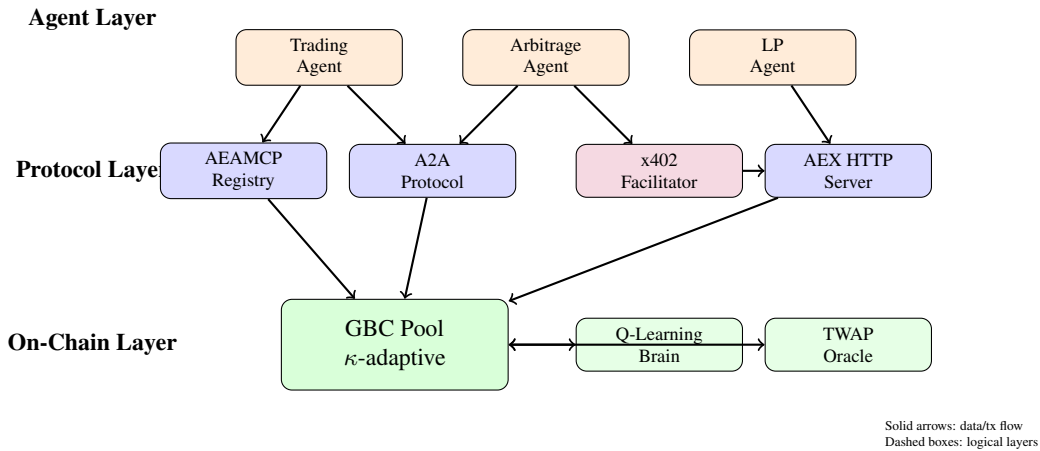 Agent Layer
Trading
Agent
Arbitrage
Agent
LP
Agent
Protocol Laye
AEAMCP
Registry
A2A
Protocol
x402
Facilitator
AEX HTTP
Server
On-Chain Layer
GBC Pool
κ-adaptive
Q-Learning
Brain
TWAP
Oracle
Solid arrows: data/tx flow
Dashed boxes: logical layers